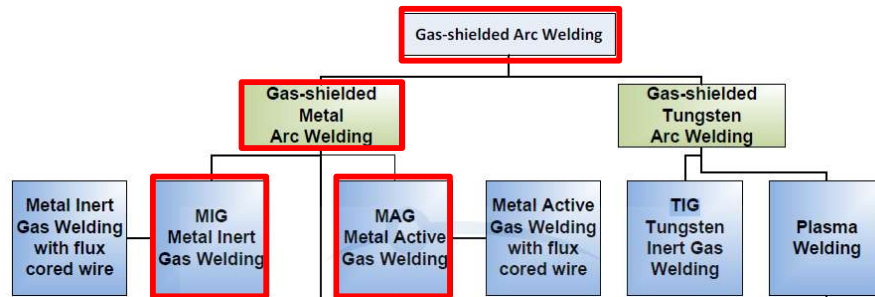 Gas-shielded Arc Welding
Gas-shielded
Metal
Arc Welding
Gas-shielded
Tungsten
Arc Welding
Metal Inert
Gas Welding
with flux
cored wire
MIG
Metal Inert
Gas Welding
MAG
Metal Active
Gas Welding
Metal Active
Gas Welding
with flux
cored wire
TIG
Tungsten
Inert Gas
Welding
Plasma
Welding